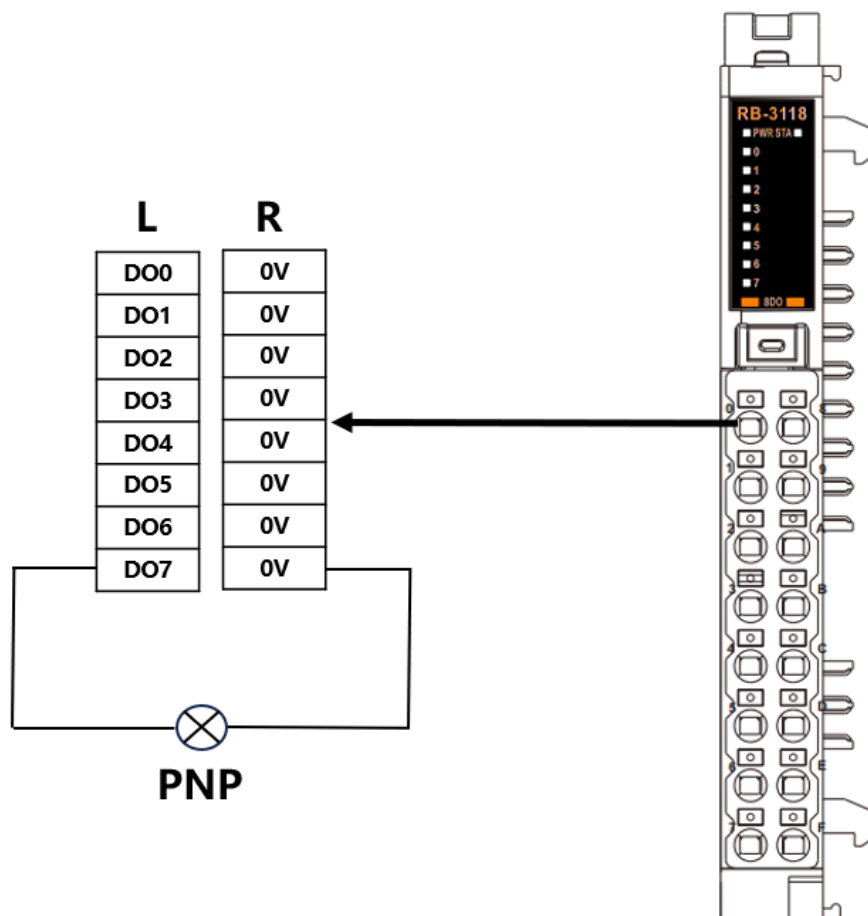 L R
DO0 0V
DO1 0V
DO2 0V
DO3 0V
DO4 0V
DO5 0V
DO6 0V
DO7 0V
PNP
RB-3118
PWR STA
0
1
2
3
4
5
6
7
8DO
0 8
1 9
2 A
3 B
4 C
5 D
6 E
7 F